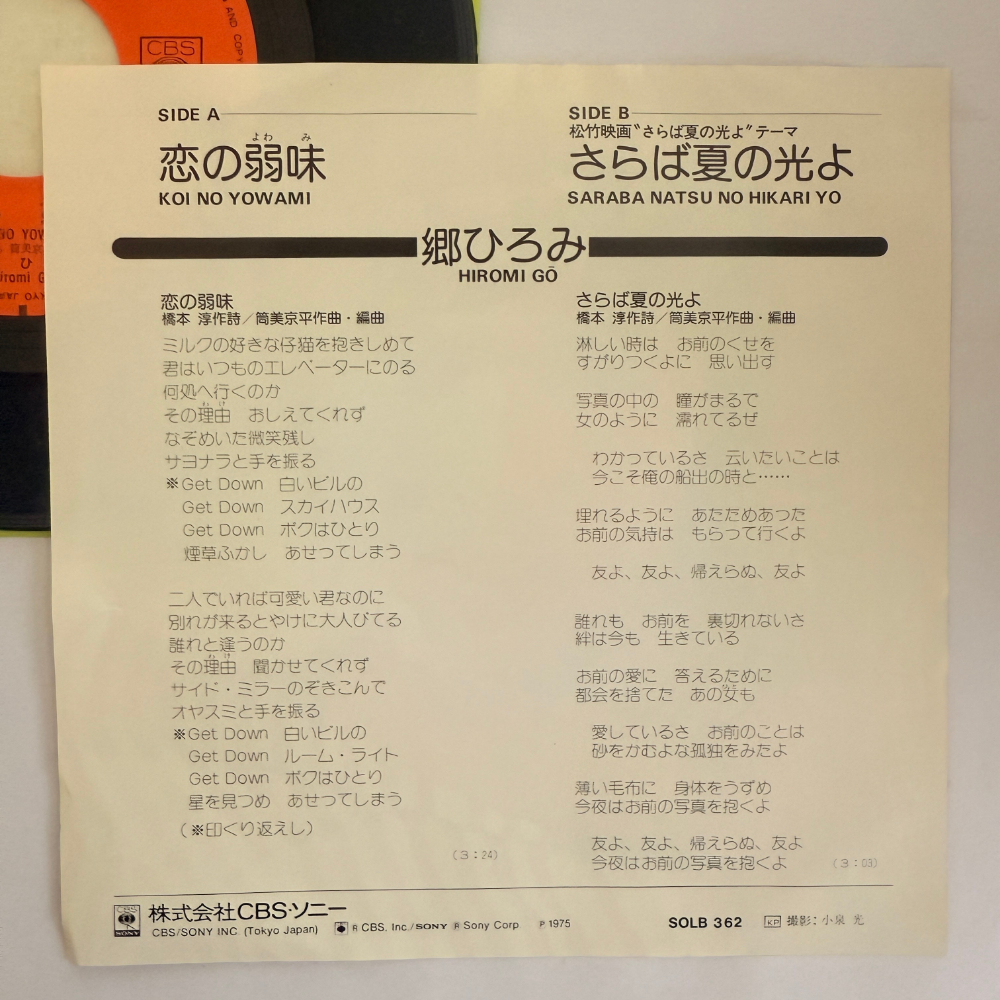 AND COPY
CBS
NO YOW
筒美京
ひ
iromi G
SIDE A
よわ み
恋の弱味
KOI NO YOWAMI
SIDE B
松竹映画“さらば夏の光よ”テーマ
さらば夏の光よ
SARABA NATSU NO HIKARI YO
郷ひろみ
HIROMI GŌ
恋の弱味
橋本 淳作詩／筒美京平作曲・編曲
ミルクの好きな仔猫を抱きしめて
君はいつものエレベーターにのる
何処へ行くのか
わけ
その理由 おしえてくれず
なぞめいた微笑残し
サヨナラと手を振る
※Get Down 白いビルの
Get Down スカイハウス
Get Down ボクはひとり
煙草ふかし あせってしまう
二人でいれば可愛い君なのに
別れが来るとやけに大人びてる
誰れと逢うのか
わけ
その理由 聞かせてくれず
サイド・ミラーのぞきこんで
オヤスミと手を振る
※Get Down 白いビルの
Get Down ルーム・ライト
Get Down ボクはひとり
星を見つめ あせってしまう
（※印くり返えし）
（3：24）
さらば夏の光よ
橋本 淳作詩／筒美京平作曲・編曲
淋しい時は お前のくせを
すがりつくよに 思い出す
写真の中の 瞳がまるで
女のように 濡れてるぜ
わかっているさ 云いたいことは
今こそ俺の船出の時と……
埋れるように あたためあった
お前の気持は もらって行くよ
友よ、友よ、帰えらぬ、友よ
誰れも お前を 裏切れないさ
絆は今も 生きている
お前の愛に 答えるために
都会を捨てた あの女も
愛しているさ お前のことは
砂をかむよな孤独をみたよ
薄い毛布に 身体をうずめ
今夜はお前の写真を抱くよ
友よ、友よ、帰えらぬ、友よ
今夜はお前の写真を抱くよ
（3：03）
CBS
SONY
株式会社CBS・ソニー
CBS/SONY INC. (Tokyo Japan)
R CBS. Inc./SONY R Sony Corp
P 1975
SOLB 362
KP 撮影：小泉 光